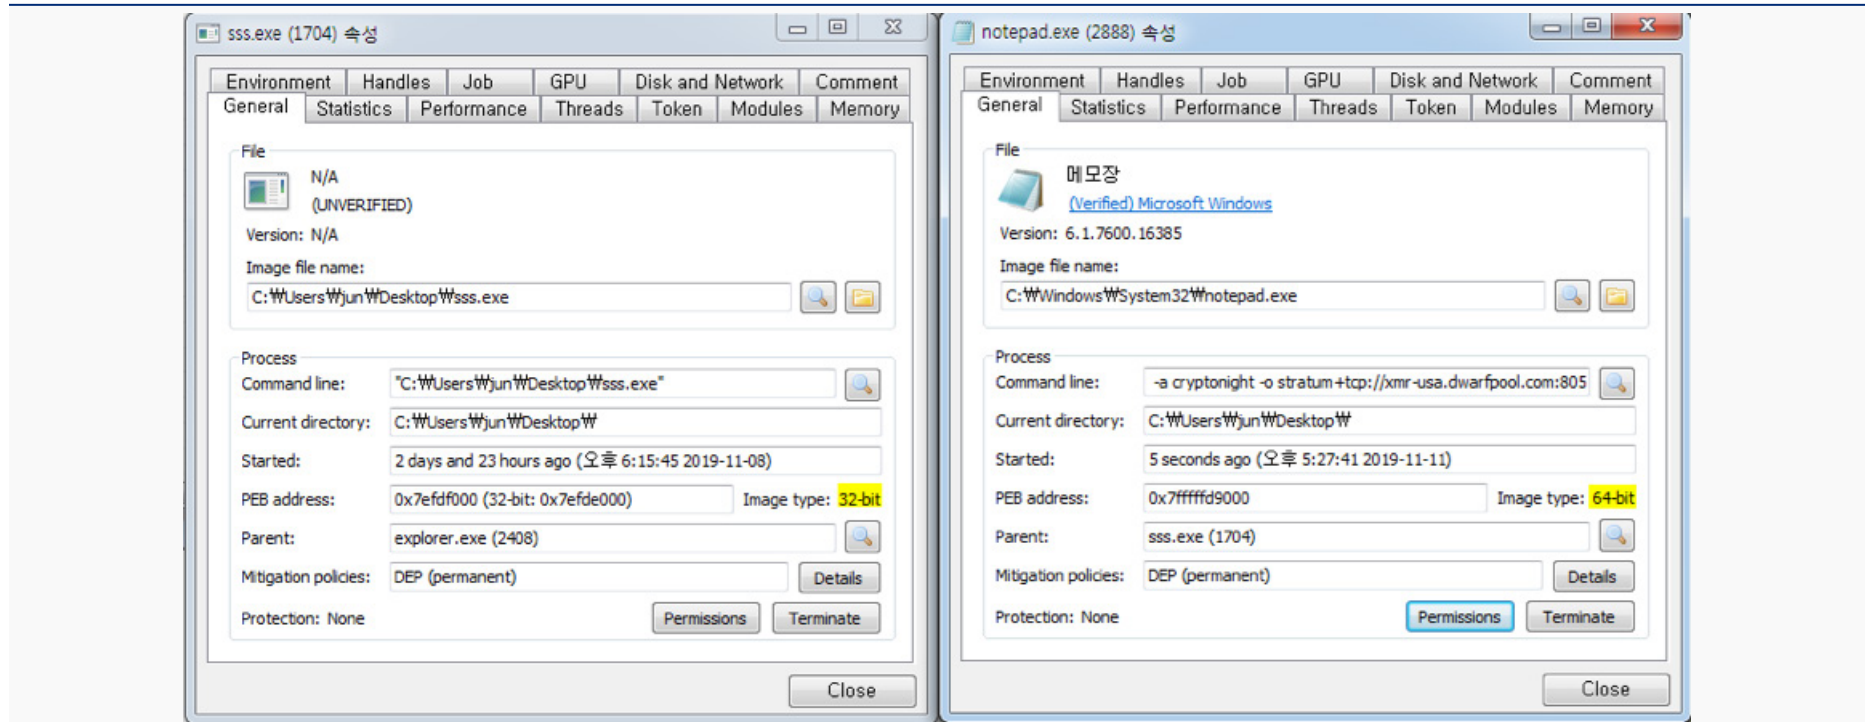 sss.exe (1704) 속성
Environment Handles Job GPU Disk and Network Comment
General Statistics Performance Threads Token Modules Memory
File
N/A
(UNVERIFIED)
Version: N/A
Image file name:
C:₩Users₩jun₩Desktop₩sss.exe
Process
Command line: "C:₩Users₩jun₩Desktop₩sss.exe"
Current directory: C:₩Users₩jun₩Desktop₩
Started: 2 days and 23 hours ago (오후 6:15:45 2019-11-08)
PEB address: 0x7efdf000 (32-bit: 0x7efde000) Image type: 32-bit
Parent: explorer.exe (2408)
Mitigation policies: DEP (permanent) Details
Protection: None Permissions Terminate
Close
notepad.exe (2888) 속성
Environment Handles Job GPU Disk and Network Comment
General Statistics Performance Threads Token Modules Memory
File
메모장
(Verified) Microsoft Windows
Version: 6.1.7600.16385
Image file name:
C:₩Windows₩System32₩notepad.exe
Process
Command line: -a cryptonight -o stratum+tcp://xmr-usa.dwarfpool.com:805
Current directory: C:₩Users₩jun₩Desktop₩
Started: 5 seconds ago (오후 5:27:41 2019-11-11)
PEB address: 0x7fffffd9000 Image type: 64-bit
Parent: sss.exe (1704)
Mitigation policies: DEP (permanent) Details
Protection: None Permissions Terminate
Close